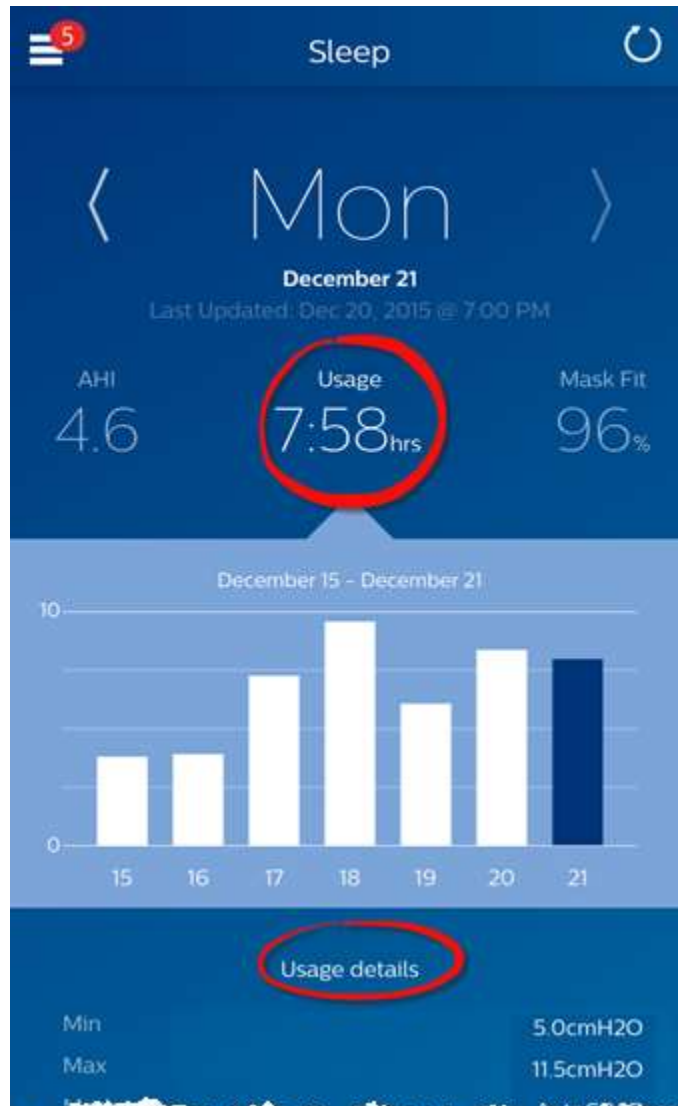 5
Sleep
Mon
December 21
Last Updated: Dec 20, 2015 @ 7:00 PM
AHI Usage Mask Fit
4.6 7:58hrs 96%
December 15 - December 21
10
0
15 16 17 18 19 20 21
Usage details
Min 5.0cmH2O
Max 11.5cmH2O